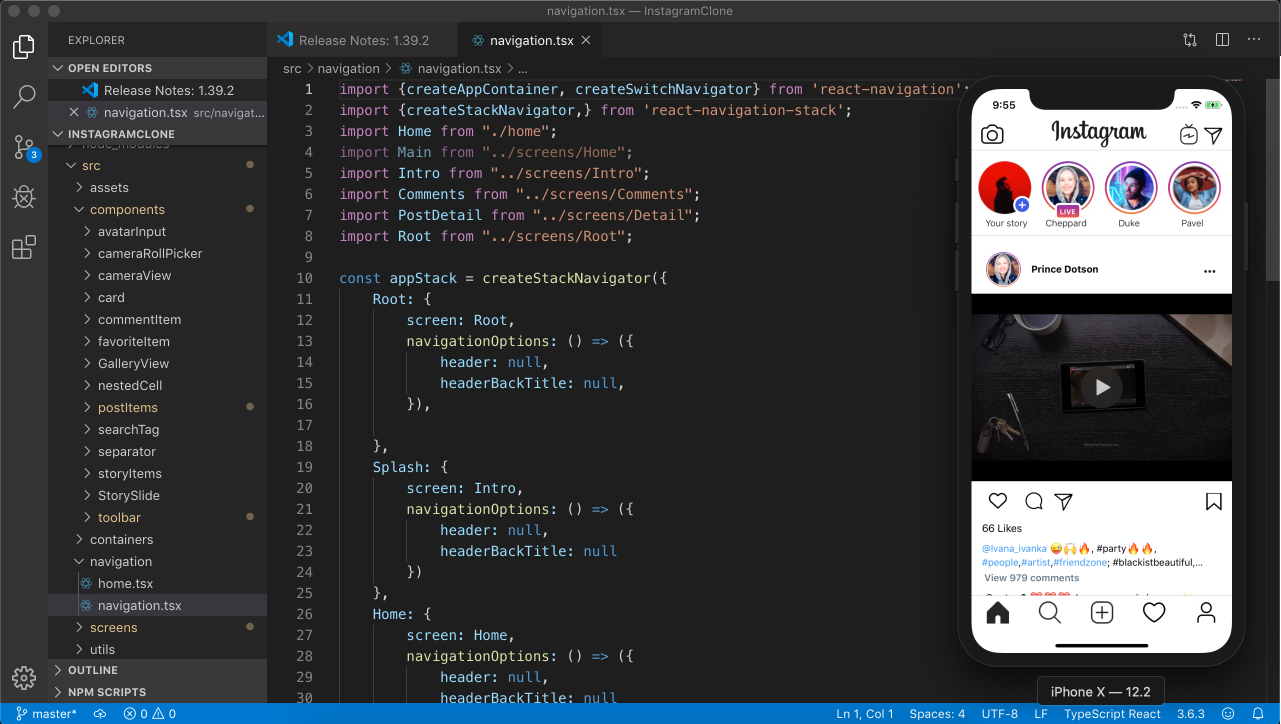 navigation.tsx — InstagramClone
EXPLORER
OPEN EDITORS
Release Notes: 1.39.2
navigation.tsx src/navigat...
INSTAGRAMCLONE
node_modules
src
assets
components
avatarInput
cameraRollPicker
cameraView
card
commentItem
favoriteItem
GalleryView
nestedCell
postItems
searchTag
separator
storyItems
StorySlide
toolbar
containers
navigation
home.tsx
navigation.tsx
screens
utils
OUTLINE
NPM SCRIPTS
3
Release Notes: 1.39.2
navigation.tsx
src > navigation > navigation.tsx > ...
1 import {createAppContainer, createSwitchNavigator} from 'react-navigation';
2 import {createStackNavigator,} from 'react-navigation-stack';
3 import Home from "./home";
4 import Main from "../screens/Home";
5 import Intro from "../screens/Intro";
6 import Comments from "../screens/Comments";
7 import PostDetail from "../screens/Detail";
8 import Root from "../screens/Root";
9
10 const appStack = createStackNavigator({
11 Root: {
12 screen: Root,
13 navigationOptions: () => ({
14 header: null,
15 headerBackTitle: null,
16 }),
17
18 },
19 Splash: {
20 screen: Intro,
21 navigationOptions: () => ({
22 header: null,
23 headerBackTitle: null
24 })
25 },
26 Home: {
27 screen: Home,
28 navigationOptions: () => ({
29 header: null,
30 headerBackTitle: null
9:55
Instagram
LIVE
Your story Cheppard Duke Pavel
Prince Dotson
66 Likes
@Ivana_ivanka 😅🙌🔥, #party🔥🔥,
#people,#artist,#friendzone; #blackistbeautiful,...
View 979 comments
iPhone X — 12.2
master* 0 0
Ln 1, Col 1 Spaces: 4 UTF-8 LF TypeScript React 3.6.3